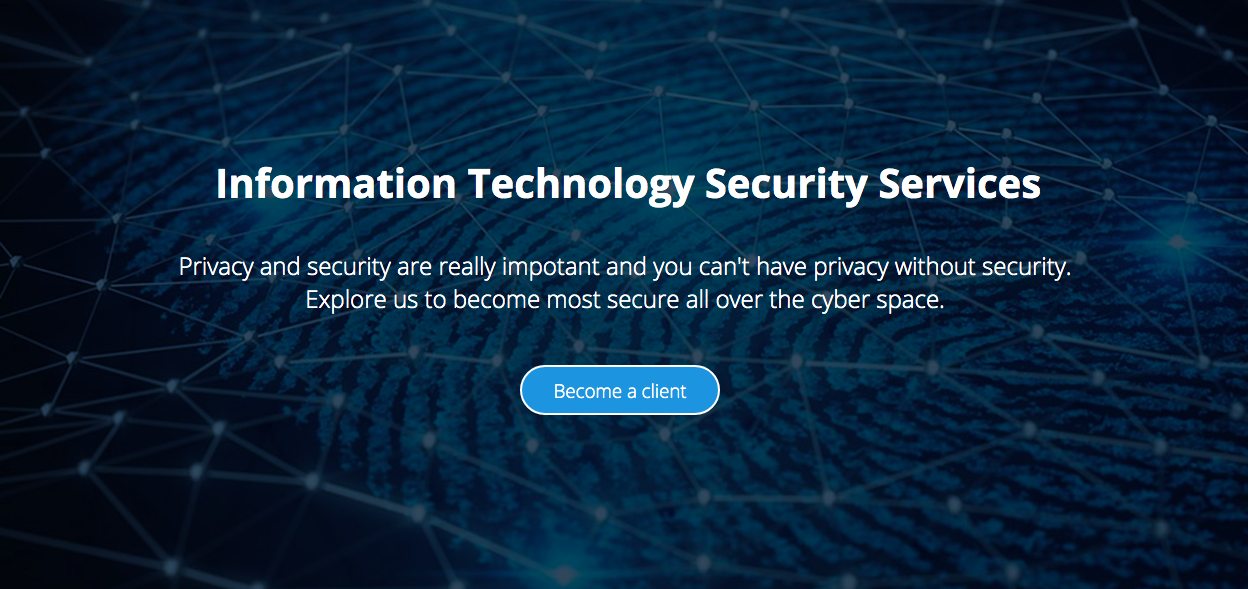 Information Technology Security Services
Privacy and security are really impotant and you can't have privacy without security.
Explore us to become most secure all over the cyber space.
Become a client